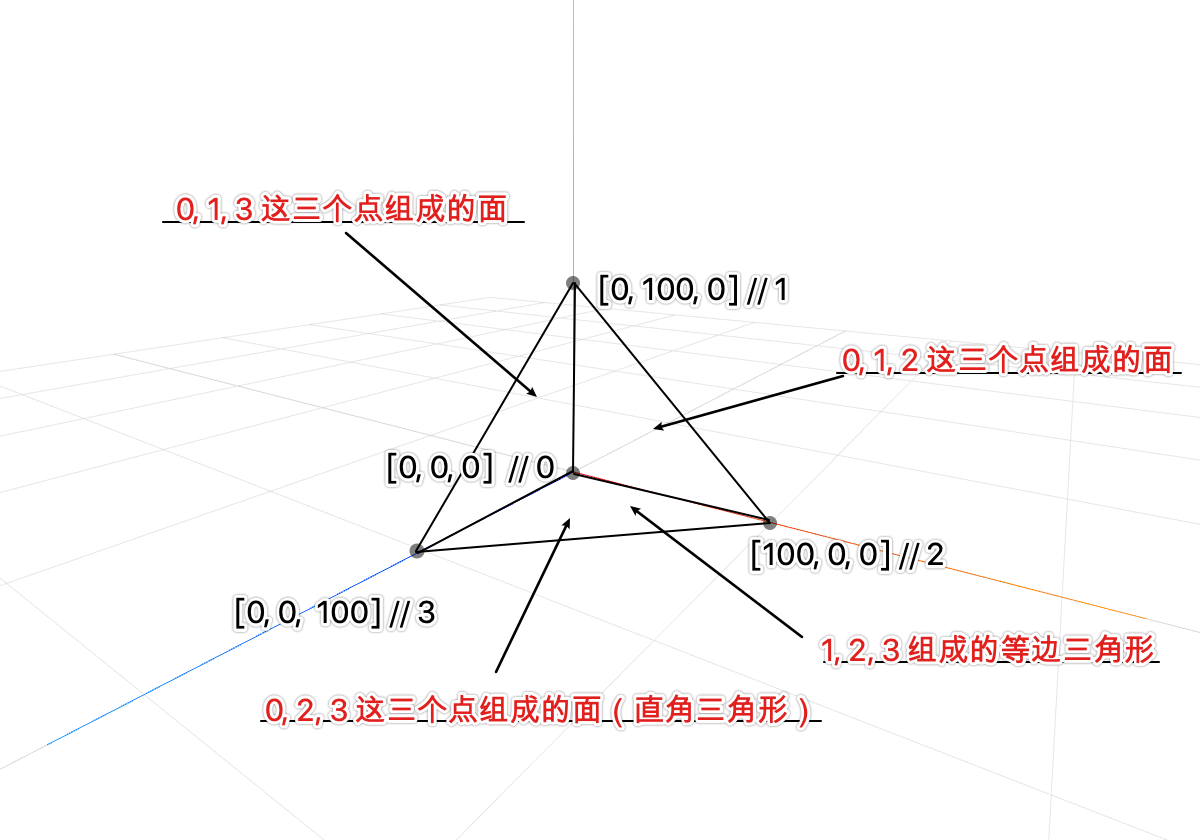 0, 1, 3 这三个点组成的面
[0, 100, 0] // 1
0, 1, 2 这三个点组成的面
[0, 0, 0] // 0
[100, 0, 0] // 2
[0, 0, 100] // 3
1, 2, 3 组成的等边三角形
0, 2, 3 这三个点组成的面 ( 直角三角形 )